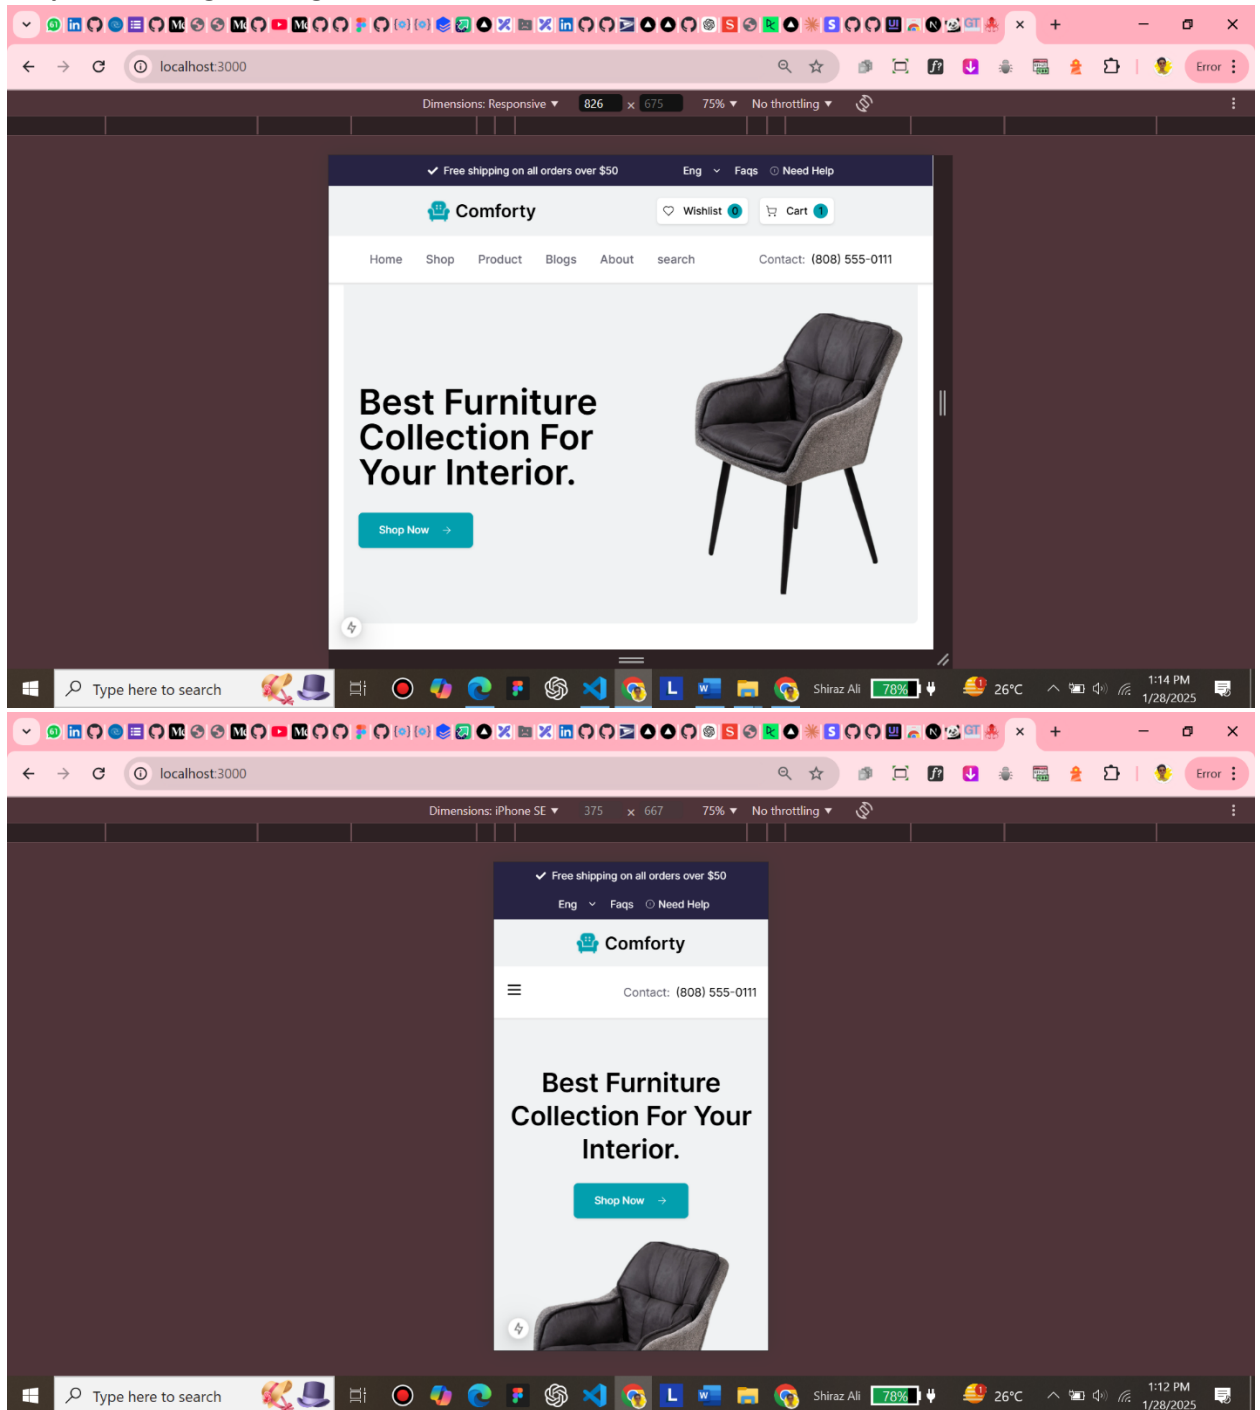 localhost:3000
Error
Dimensions: Responsive 826 x 675 75% No throttling
Free shipping on all orders over $50 Eng Faqs Need Help
Comforty Wishlist 0 Cart 1
Home Shop Product Blogs About search Contact: (808) 555-0111
Best Furniture
Collection For
Your Interior.
Shop Now
Type here to search Shiraz Ali 78% 26°C 1:14 PM
1/28/2025
localhost:3000
Error
Dimensions: iPhone SE 375 x 667 75% No throttling
Free shipping on all orders over $50
Eng Faqs Need Help
Comforty
Contact: (808) 555-0111
Best Furniture
Collection For Your
Interior.
Shop Now
Type here to search Shiraz Ali 78% 26°C 1:12 PM
1/28/2025